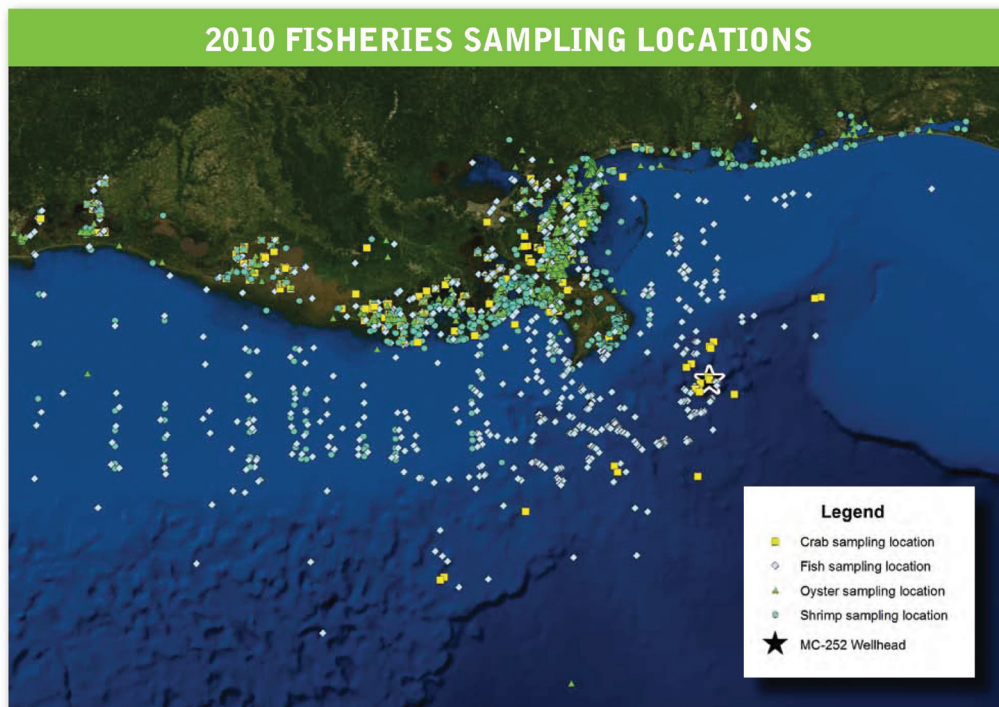 2010 FISHERIES SAMPLING LOCATIONS
Legend
Crab sampling location
Fish sampling location
Oyster sampling location
Shrimp sampling location
MC-252 Wellhead